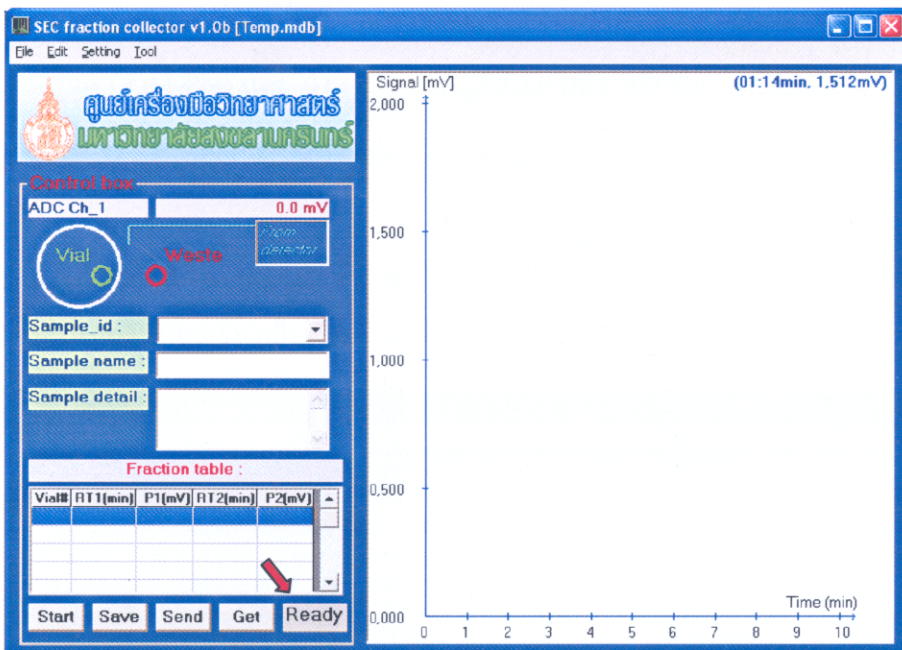 SEC fraction collector v1.0b [Temp.mdb]
File Edit Setting Tool
ศูนย์เครื่องมือวิทยาศาสตร์
มหาวิทยาลัยสงขลานครินทร์
Control box
ADC Ch_1 0.0 mV
From
detector
Vial Waste
Sample_id :
Sample name :
Sample detail :
Fraction table :
Vial# RT1(min) P1(mV) RT2(min) P2(mV)
Start Save Send Get Ready
Signal [mV] (01:14min, 1,512mV)
2,000
1,500
1,000
0,500
0,000
Time (min)
0 1 2 3 4 5 6 7 8 9 10